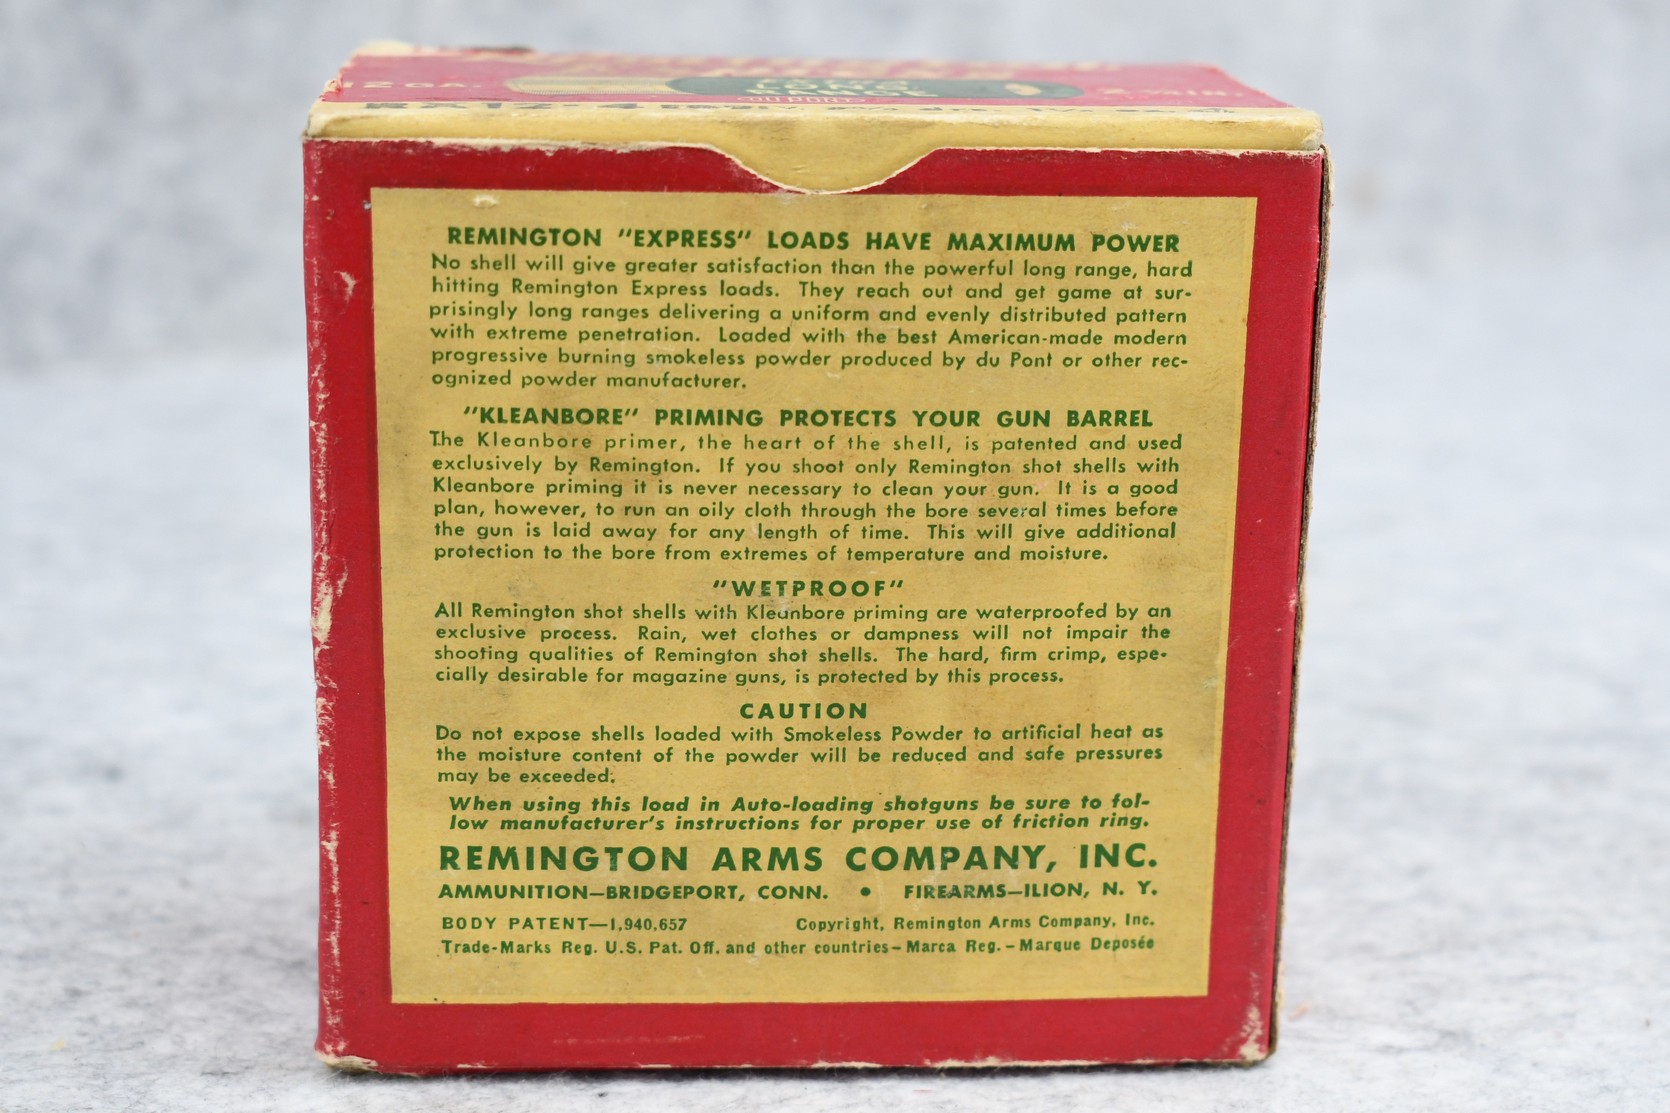 12 GA.
EXTRA
LONG
RANGE
REMINGTON "EXPRESS" LOADS HAVE MAXIMUM POWER
No shell will give greater satisfaction than the powerful long range, hard
hitting Remington Express loads. They reach out and get game at sur-
prisingly long ranges delivering a uniform and evenly distributed pattern
with extreme penetration. Loaded with the best American-made modern
progressive burning smokeless powder produced by du Pont or other rec-
ognized powder manufacturer.
"KLEANBORE" PRIMING PROTECTS YOUR GUN BARREL
The Kleanbore primer, the heart of the shell, is patented and used
exclusively by Remington. If you shoot only Remington shot shells with
Kleanbore priming it is never necessary to clean your gun. It is a good
plan, however, to run an oily cloth through the bore several times before
the gun is laid away for any length of time. This will give additional
protection to the bore from extremes of temperature and moisture.
"WETPROOF"
All Remington shot shells with Kleanbore priming are waterproofed by an
exclusive process. Rain, wet clothes or dampness will not impair the
shooting qualities of Remington shot shells. The hard, firm crimp, espe-
cially desirable for magazine guns, is protected by this process.
CAUTION
Do not expose shells loaded with Smokeless Powder to artificial heat as
the moisture content of the powder will be reduced and safe pressures
may be exceeded.
When using this load in Auto-loading shotguns be sure to fol-
low manufacturer's instructions for proper use of friction ring.
REMINGTON ARMS COMPANY, INC.
AMMUNITION—BRIDGEPORT, CONN. • FIREARMS—ILION, N. Y.
BODY PATENT—1,940,657 Copyright, Remington Arms Company, Inc.
Trade-Marks Reg. U.S. Pat. Off. and other countries – Marca Reg. – Marque Deposée